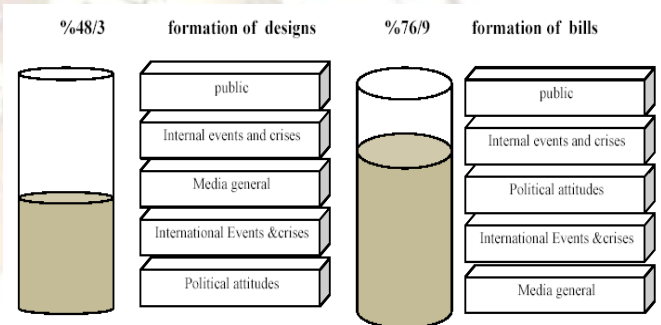 %48/3 formation of designs
public
Internal events and crises
Media general
International Events &crises
Political attitudes
%76/9 formation of bills
public
Internal events and crises
Political attitudes
International Events &crises
Media general